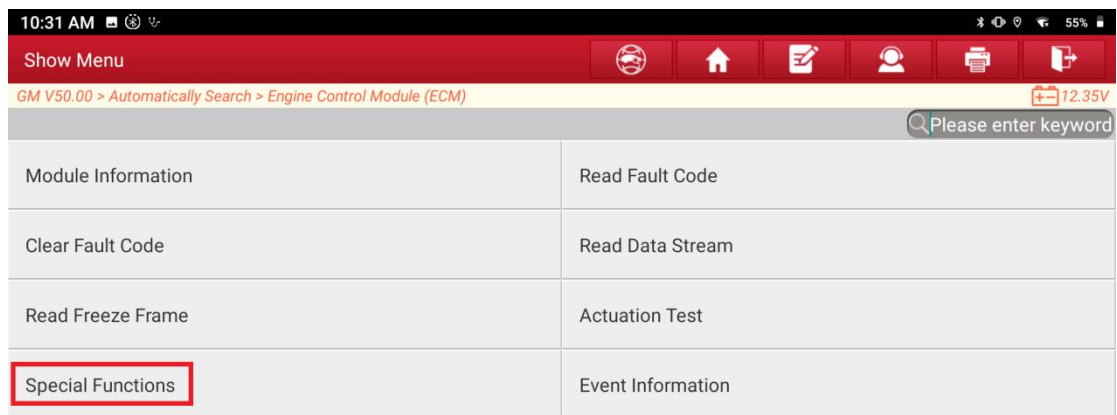 10:31 AM 55%
Show Menu
GM V50.00 > Automatically Search > Engine Control Module (ECM) 12.35V
Please enter keyword
Module Information Read Fault Code
Clear Fault Code Read Data Stream
Read Freeze Frame Actuation Test
Special Functions Event Information